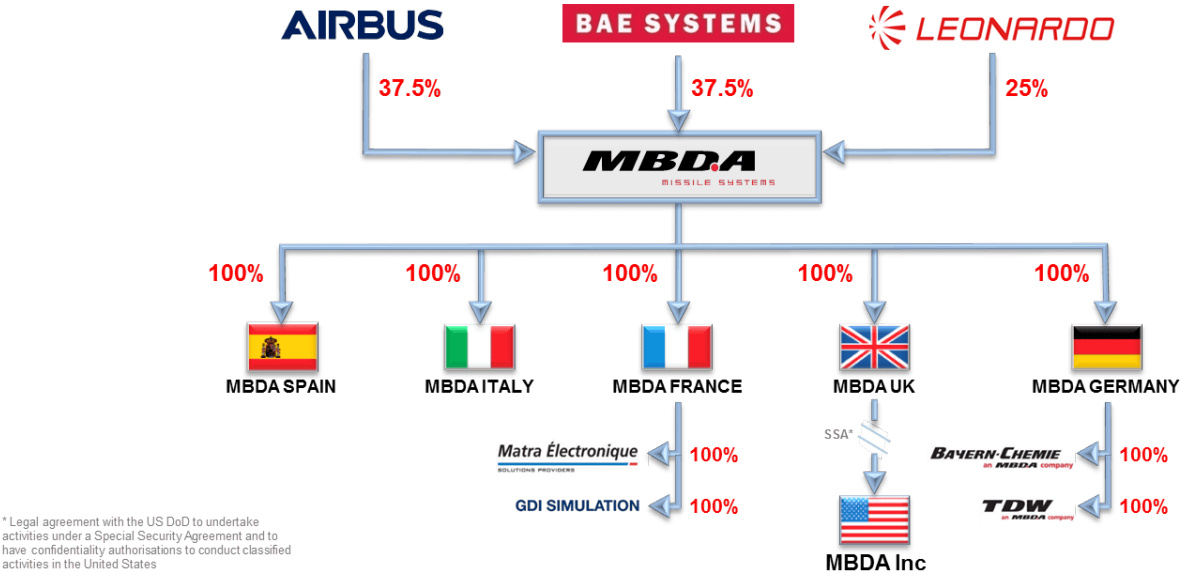 AIRBUS
BAE SYSTEMS
LEONARDO
37.5%
37.5%
25%
MBDA
MISSILE SYSTEMS
100%
100%
100%
100%
100%
MBDA SPAIN
MBDA ITALY
MBDA FRANCE
MBDA UK
MBDA GERMANY
SSA*
Matra Électronique
SOLUTIONS PROVIDERS
100%
BAYERN-CHEMIE
an MBDA company
100%
GDI SIMULATION
100%
TDW
an MBDA company
100%
MBDA Inc
* Legal agreement with the US DoD to undertake
activities under a Special Security Agreement and to
have confidentiality authorisations to conduct classified
activities in the United States